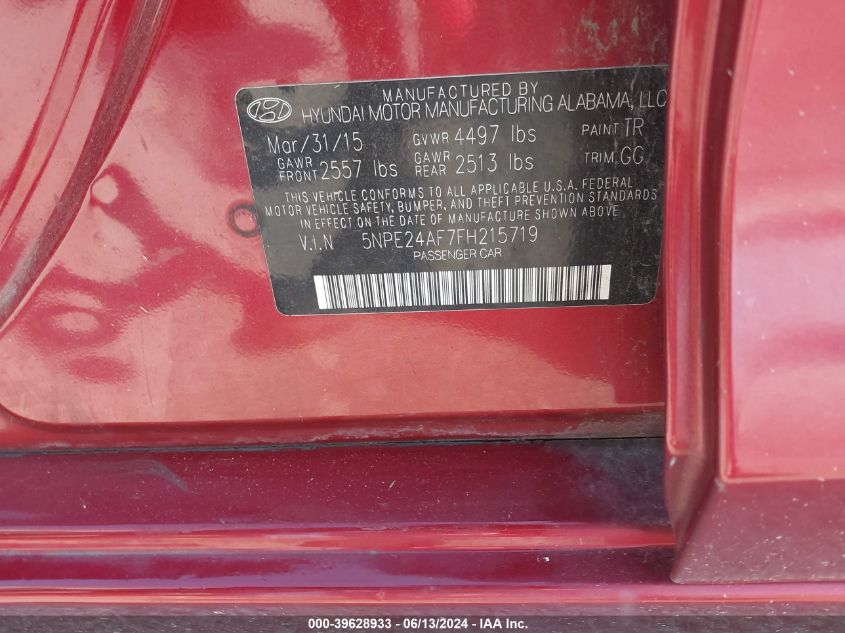 MANUFACTURED BY
HYUNDAI MOTOR MANUFACTURING ALABAMA, LLC
Mar/31/15 GVWR 4497 lbs PAINT TR
GAWR FRONT 2557 lbs GAWR REAR 2513 lbs TRIM GG
THIS VEHICLE CONFORMS TO ALL APPLICABLE U.S.A. FEDERAL
MOTOR VEHICLE SAFETY, BUMPER, AND THEFT PREVENTION STANDARDS
IN EFFECT ON THE DATE OF MANUFACTURE SHOWN ABOVE
V.I.N 5NPE24AF7FH215719
PASSENGER CAR
000-39628933 - 06/13/2024 - IAA Inc.